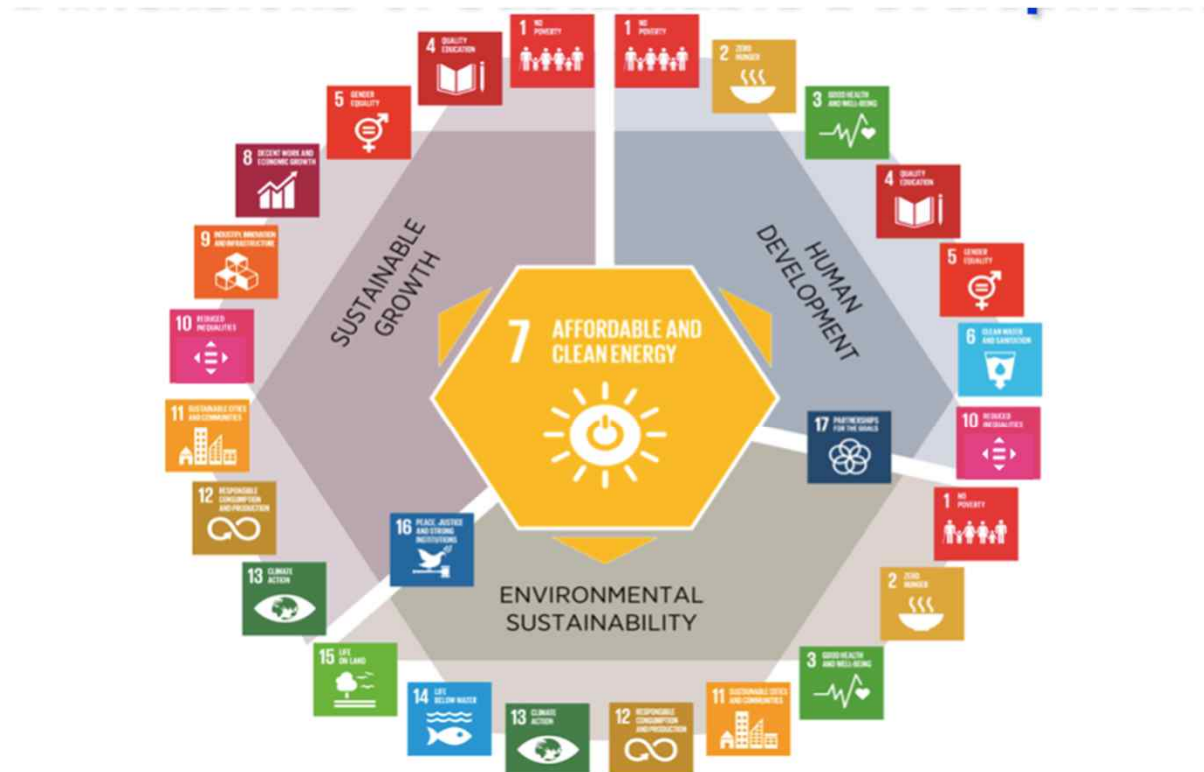 4 QUALITY
EDUCATION
1 NO
POVERTY
1 NO
POVERTY
2 ZERO
HUNGER
3 GOOD HEALTH
AND WELL-BEING
5 GENDER
EQUALITY
8 DECENT WORK AND
ECONOMIC GROWTH
4 QUALITY
EDUCATION
9 INDUSTRY, INNOVATION
AND INFRASTRUCTURE
5 GENDER
EQUALITY
SUSTAINABLE
GROWTH
HUMAN
DEVELOPMENT
10 REDUCED
INEQUALITIES
7 AFFORDABLE AND
CLEAN ENERGY
6 CLEAN WATER
AND SANITATION
11 SUSTAINABLE CITIES
AND COMMUNITIES
17 PARTNERSHIPS
FOR THE GOALS
10 REDUCED
INEQUALITIES
12 RESPONSIBLE
CONSUMPTION
AND PRODUCTION
1 NO
POVERTY
16 PEACE, JUSTICE
AND STRONG
INSTITUTIONS
13 CLIMATE
ACTION
2 ZERO
HUNGER
ENVIRONMENTAL
SUSTAINABILITY
15 LIFE
ON LAND
3 GOOD HEALTH
AND WELL-BEING
14 LIFE
BELOW WATER
13 CLIMATE
ACTION
12 RESPONSIBLE
CONSUMPTION
AND PRODUCTION
11 SUSTAINABLE CITIES
AND COMMUNITIES